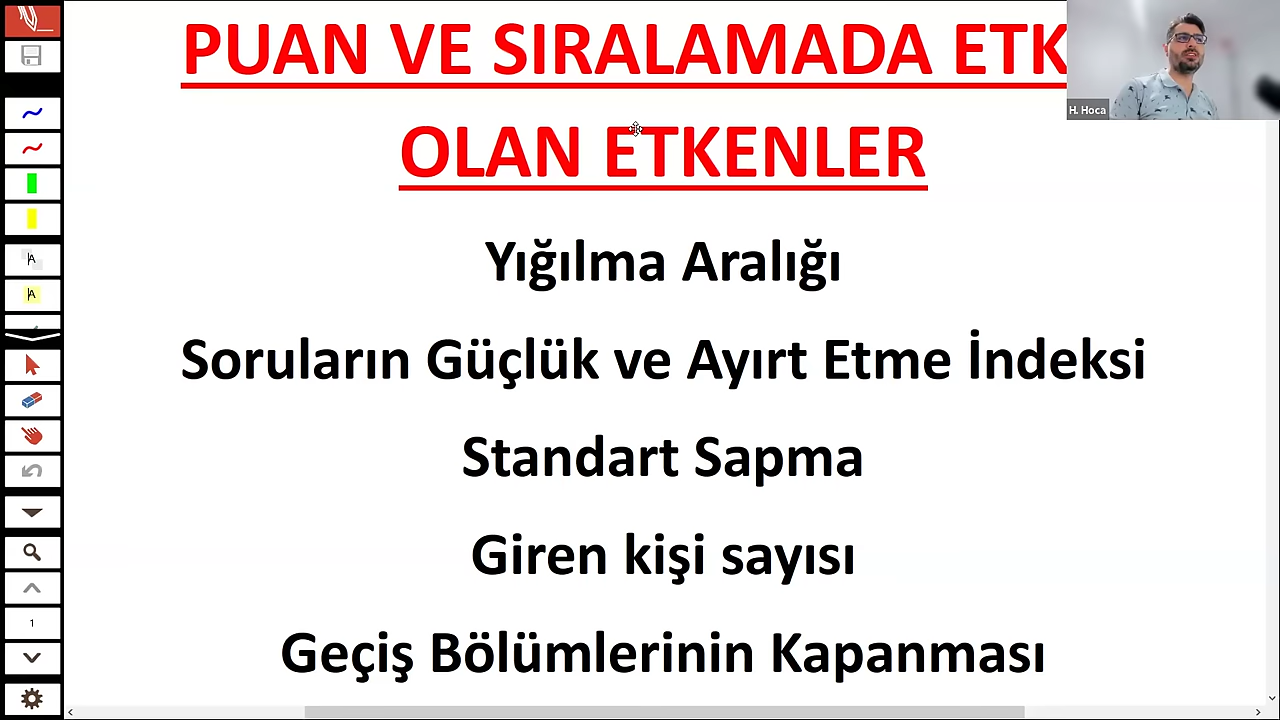 PUAN VE SIRALAMADA ETK
H. Hoca
OLAN ETKENLER
Yığılma Aralığı
Soruların Güçlük ve Ayırt Etme İndeksi
Standart Sapma
Giren kişi sayısı
Geçiş Bölümlerinin Kapanması
A
A
1